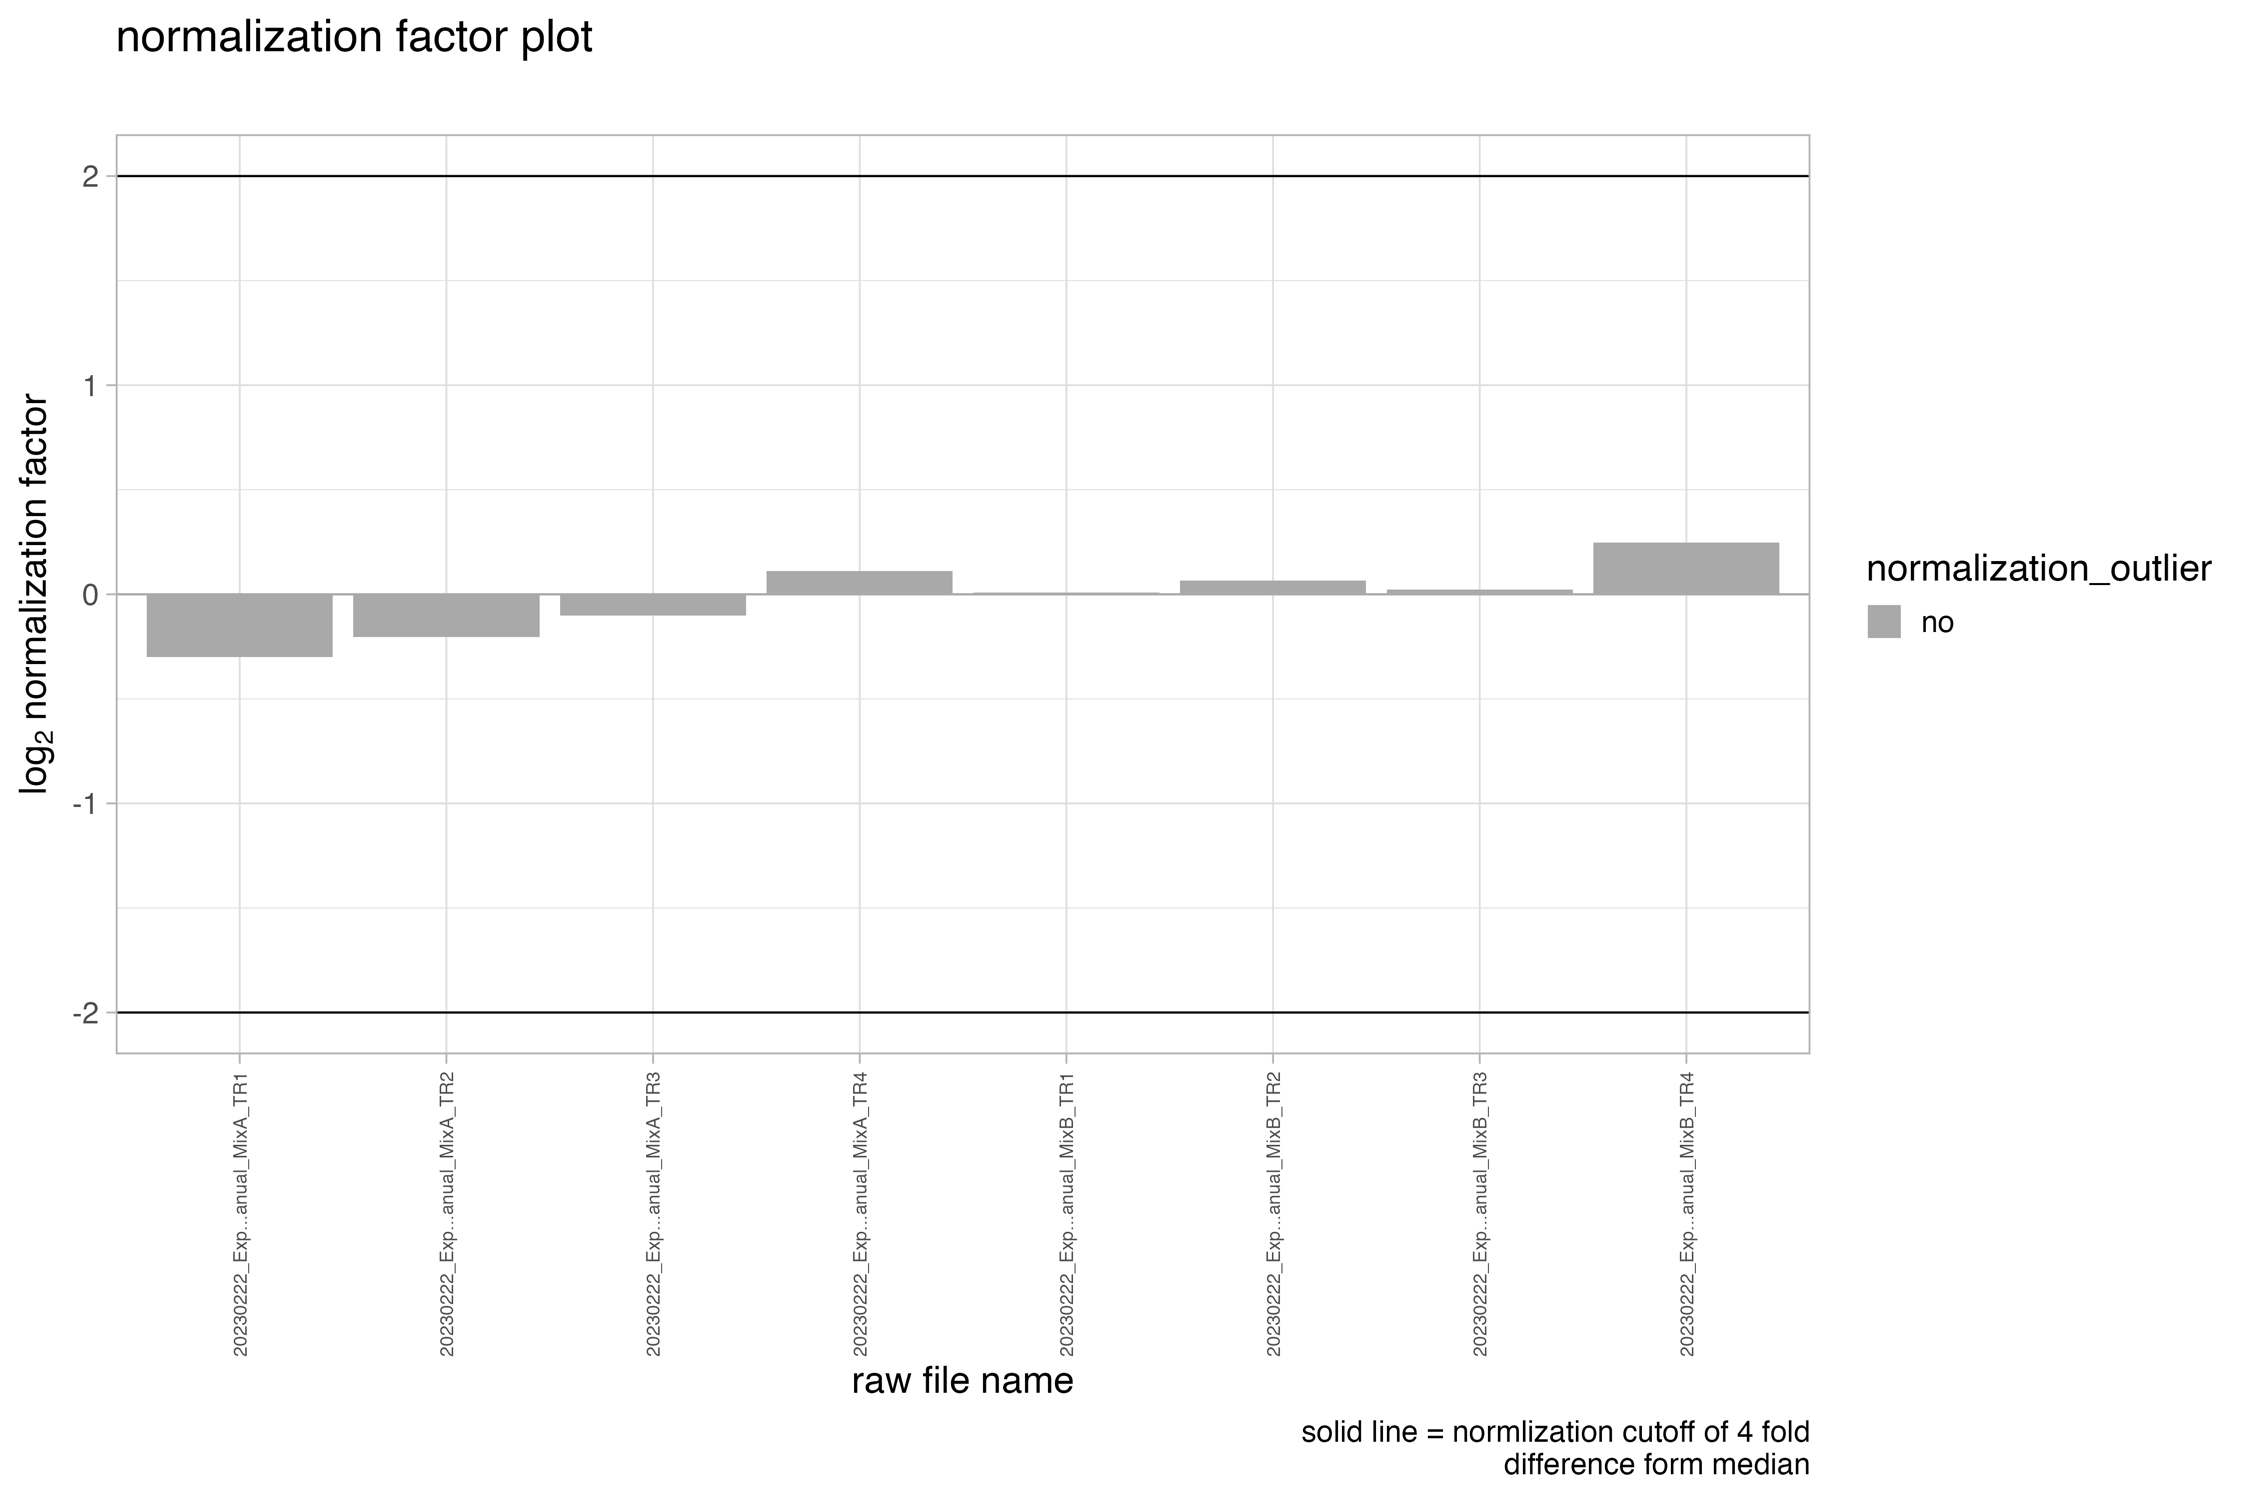 normalization factor plot
2
1
0
-1
-2
log2 normalization factor
20230222_Exp...anual_MixA_TR1
20230222_Exp...anual_MixA_TR2
20230222_Exp...anual_MixA_TR3
20230222_Exp...anual_MixA_TR4
20230222_Exp...anual_MixB_TR1
20230222_Exp...anual_MixB_TR2
20230222_Exp...anual_MixB_TR3
20230222_Exp...anual_MixB_TR4
raw file name
normalization_outlier
no
solid line = normlization cutoff of 4 fold
difference form median